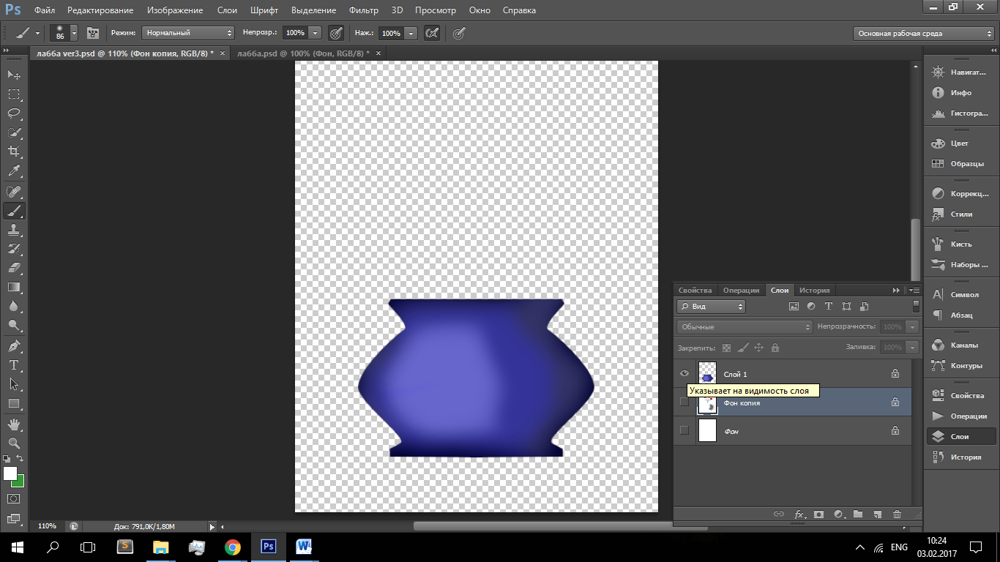 Ps Файл Редактирование Изображение Слои Шрифт Выделение Фильтр 3D Просмотр Окно Справка
86 Режим: Нормальный Непрозр.: 100% Наж.: 100% Основная рабочая среда
лабба ver3.psd @ 110% (Фон копия, RGB/8) * × лабба.psd @ 100% (Фон, RGB/8) * ×
Навигат...
Инфо
Гистогра...
Цвет
Образцы
Коррекц...
Стили
Кисть
Наборы ...
Символ
Абзац
Каналы
Контуры
Свойства
Операции
Слои
История
Свойства Операции Слои История
Вид
Обычные Непрозрачность: 100%
Закрепить: Заливка: 100%
Слой 1
Указывает на видимость слоя
Фон копия
Фон
110% Док: 791,0K/1,80M
ENG 10:24
03.02.2017